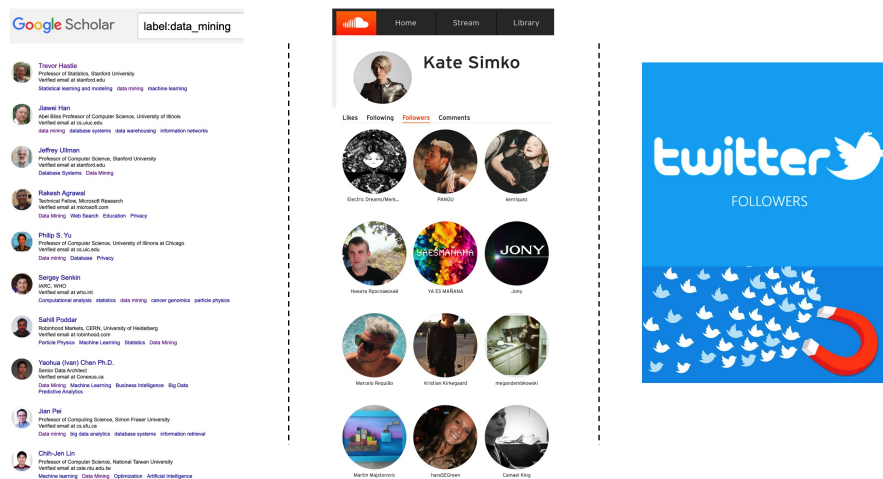 Google Scholar
label:data_mining
Trevor Hastie
Professor of Statistics, Stanford University
Verified email at stanford.edu
Statistical learning and modeling data mining machine learning
Jiawei Han
Abel Bliss Professor of Computer Science, University of Illinois
Verified email at cs.uiuc.edu
data mining database systems data warehousing information networks
Jeffrey Ullman
Professor of Computer Science, Stanford University
Verified email at stanford.edu
Database Systems Data Mining
Rakesh Agrawal
Technical Fellow, Microsoft Research
Verified email at microsoft.com
Data Mining Web Search Education Privacy
Philip S. Yu
Professor of Computer Science, University of Illinons at Chicago
Verified email at cs.uic.edu
Data mining Database Privacy
Sergey Senkin
IARC, WHO
Verified email at who.int
Computational analysis statistics data mining cancer genomics particle physics
Sahill Poddar
Robinhood Markets, CERN, University of Heidelberg
Verified email at robinhood.com
Particle Physics Machine Learning Statistics Data Mining
Yaohua (Ivan) Chen Ph.D.
Senior Data Architect
Verified email at Conexus.ca
Data Mining Machine Learning Business Intelligence Big Data
Predictive Analytics
Jian Pei
Professor of Computing Science, Simon Fraser University
Verified email at cs.sfu.ca
Data mining big data analytics database systems information retrieval
Chih-Jen Lin
Professor of Computer Science, National Taiwan University
Verified email at csie.ntu.edu.tw
Machine learning Data Mining Optimization Artificial Intelligence
Home Stream Library
Kate Simko
Likes Following Followers Comments
Electric Dreams/Merk... PANGU kenriquez
YAESMANANA
JONY
Никита Ярославский YA ES MAÑANA Jony
Marcelo Requião Kristian Kirkegaard megandembkowski
Martin Majstorovic haraSEGreen Camael King
twitter
FOLLOWERS